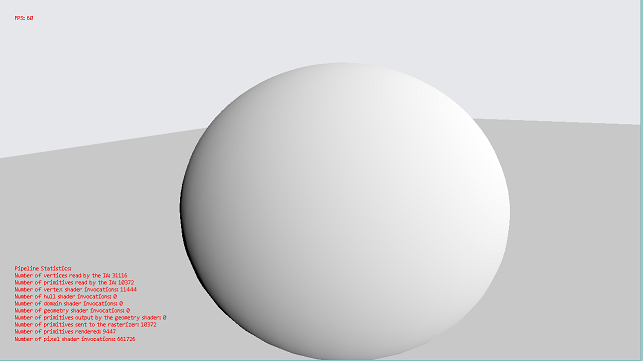 FPS: 60
Pipeline Statistics:
Number of vertices read by the IA: 31116
Number of primitives read by the IA: 10372
Number of vertex shader invocations: 11444
Number of hull shader invocations: 0
Number of domain shader invocations: 0
Number of geometry shader invocations: 0
Number of primitives output by the geometry shader: 0
Number of primitives sent to the rasterizer: 10372
Number of primitives rendered: 9447
Number of pixel shader invocations: 661726